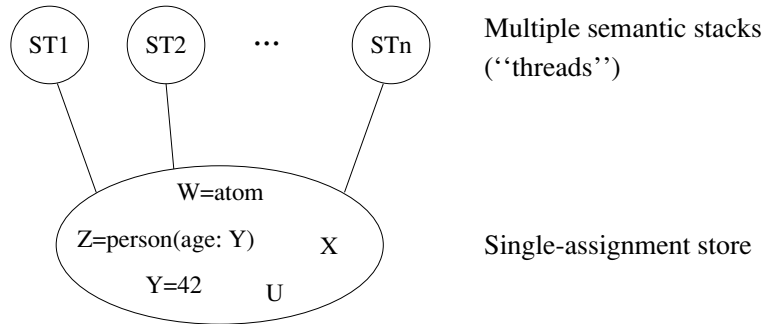 ST1 ST2 ... STn
Multiple semantic stacks
(‘‘threads’’)
W=atom
Z=person(age: Y)
X
Single-assignment store
Y=42
U